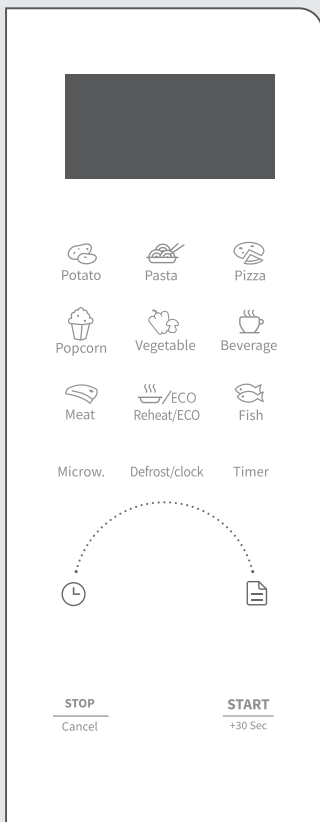 Potato Pasta Pizza
Popcorn Vegetable Beverage
/ECO
Meat Reheat/ECO Fish
Microw. Defrost/clock Timer
STOP START
Cancel +30 Sec